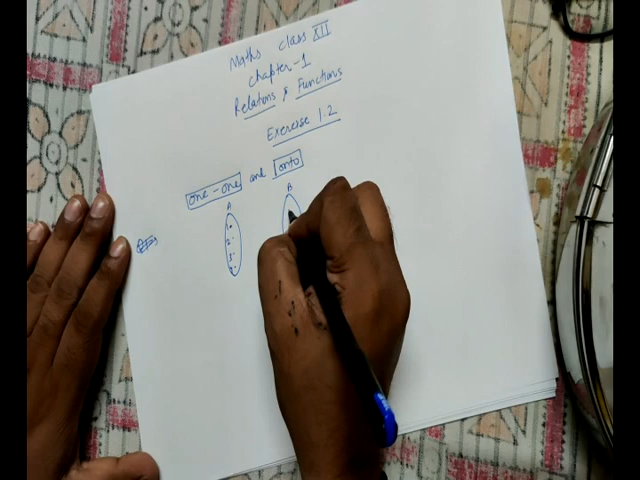 Maths class XII
chapter-1
Relations & Functions
Exercise 1.2
one-one and onto
A B
1
2
3